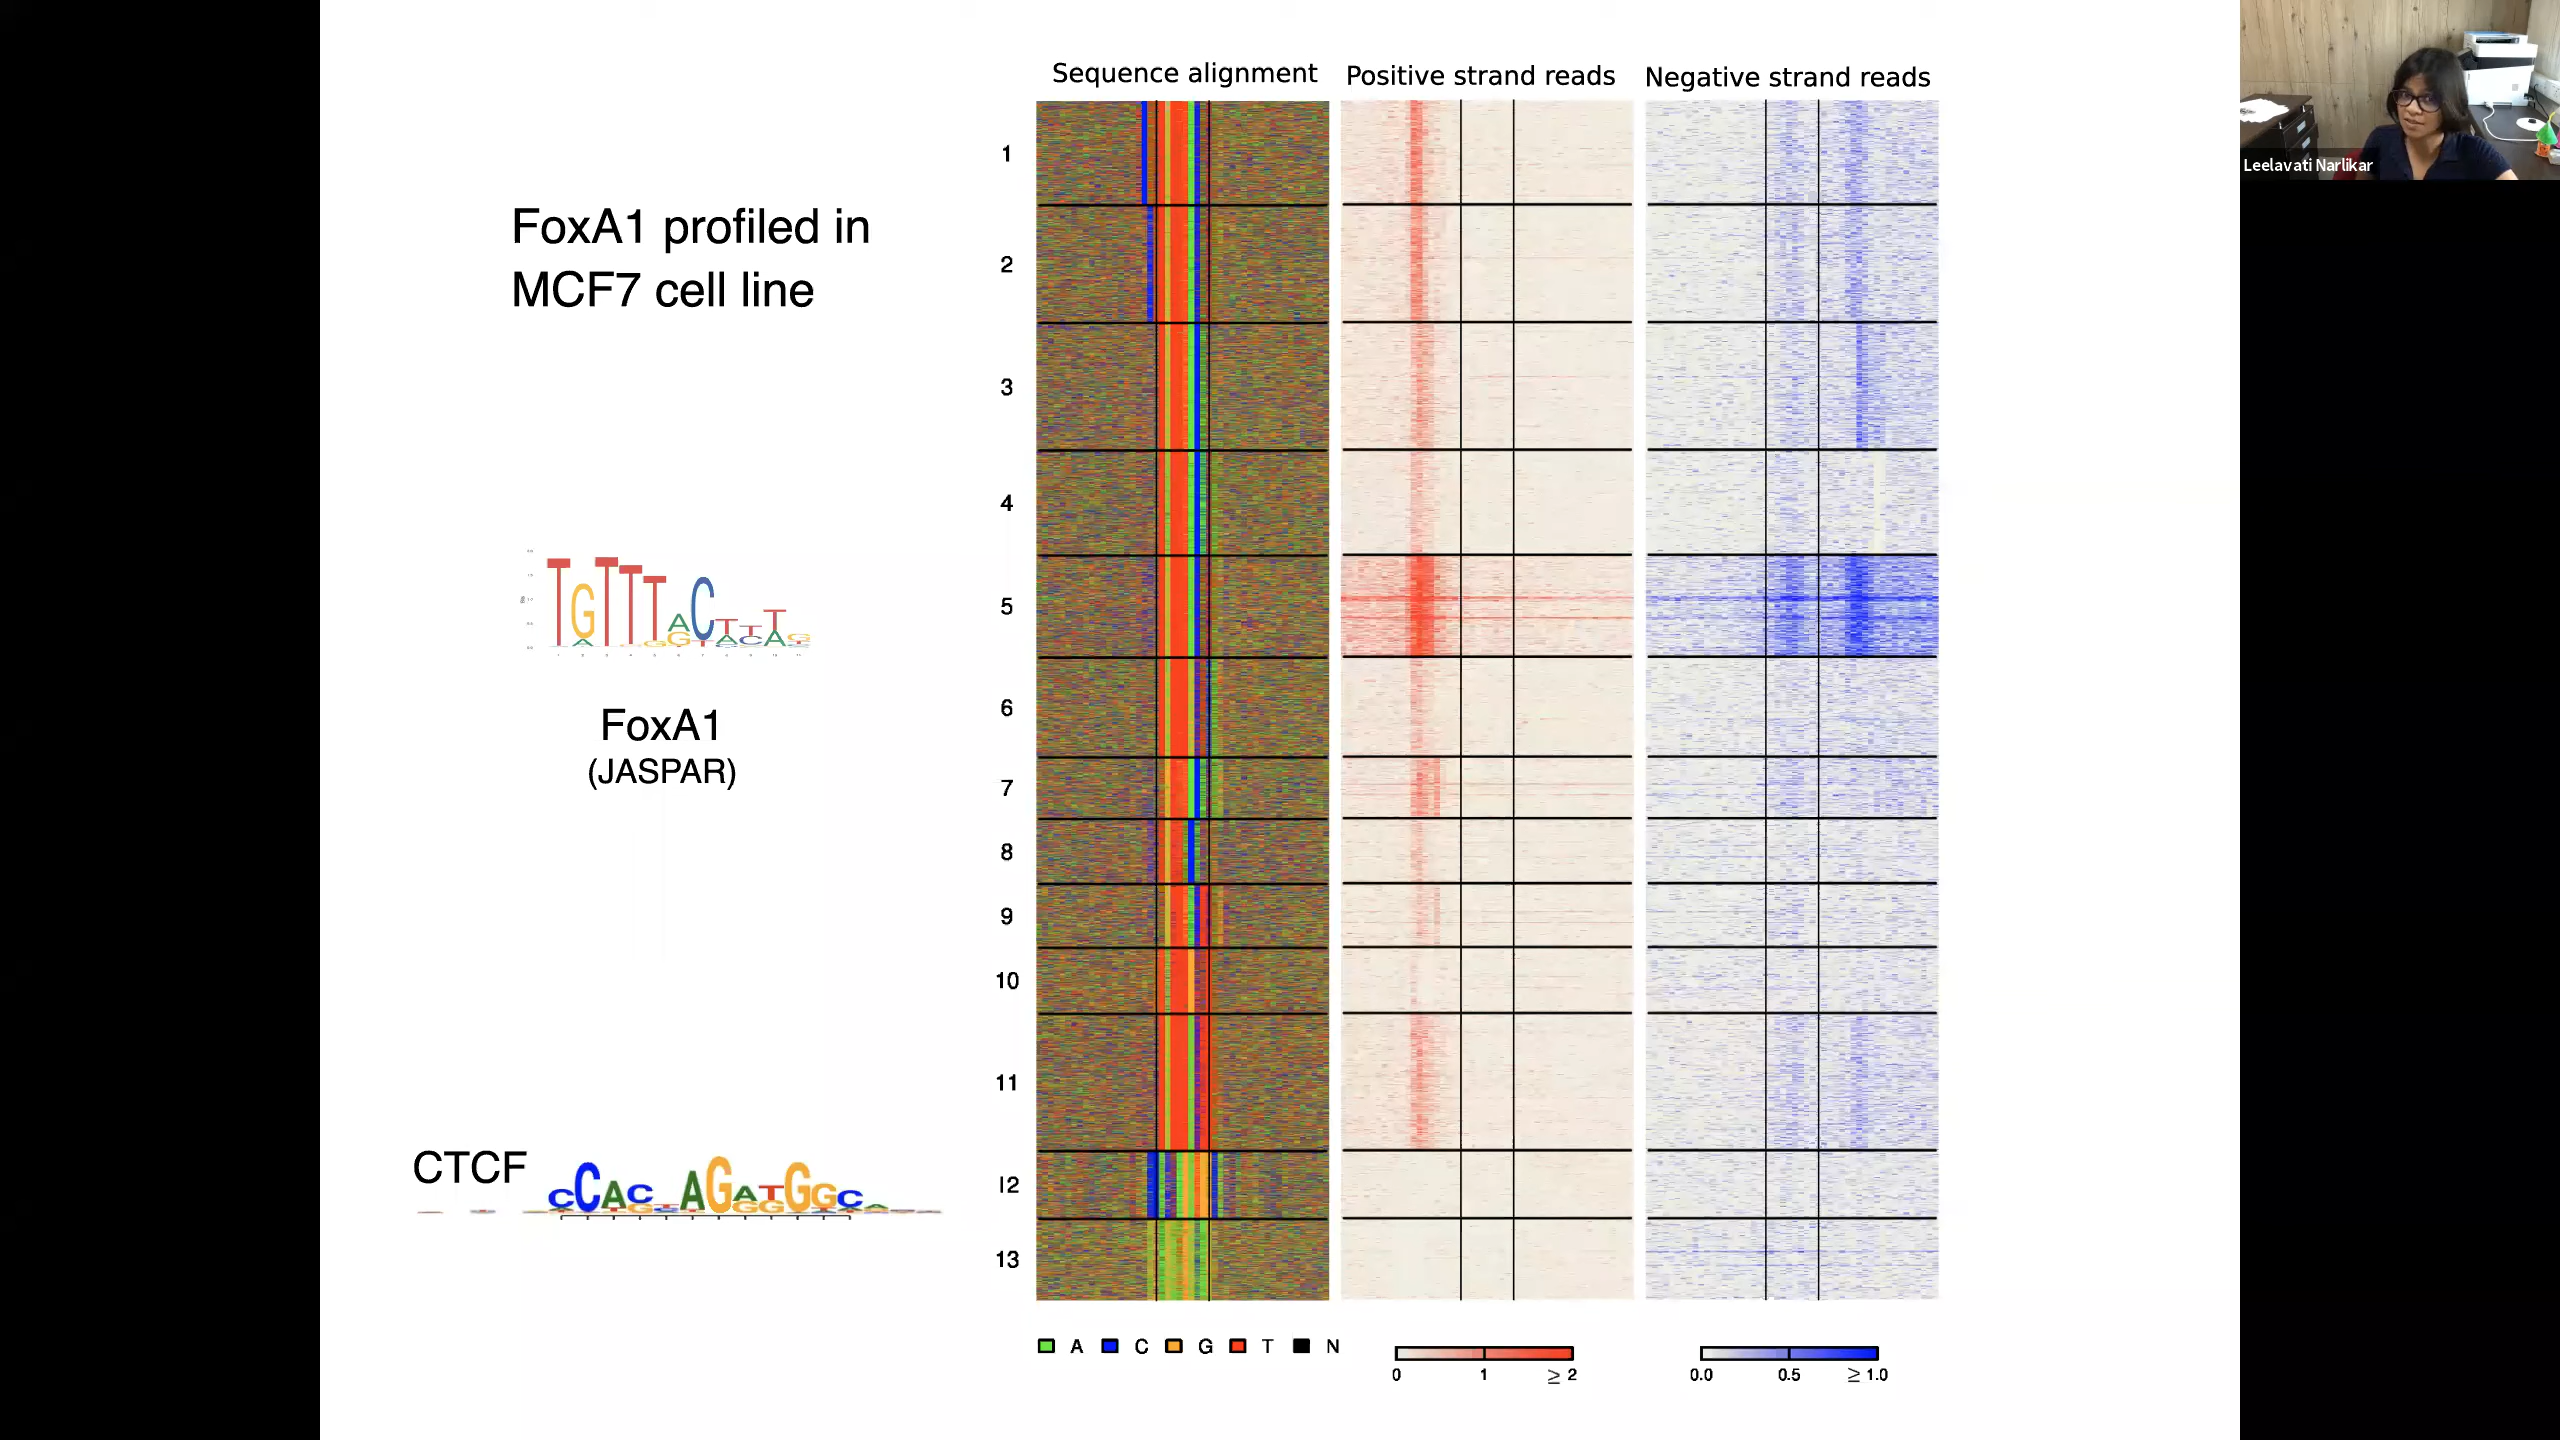 Sequence alignment
Positive strand reads
Negative strand reads
Leelavati Narlikar
FoxA1 profiled in
MCF7 cell line
FoxA1
(JASPAR)
CTCF
1
2
3
4
5
6
7
8
9
10
11
12
13
A C G T N
0 1 ≥ 2
0.0 0.5 ≥ 1.0